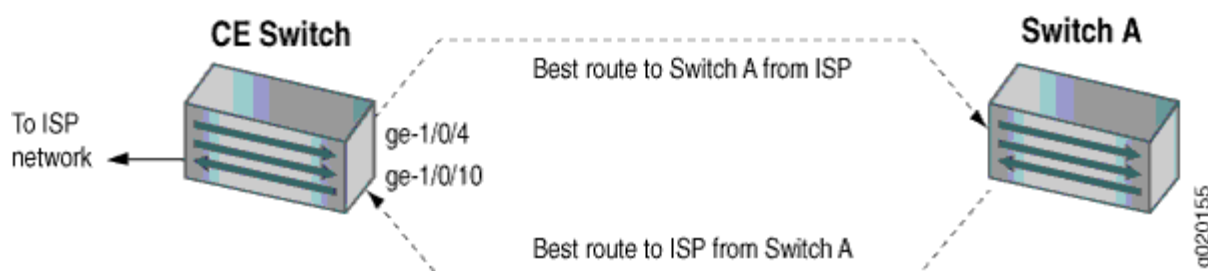 CE Switch
Switch A
Best route to Switch A from ISP
To ISP
network
ge-1/0/4
ge-1/0/10
Best route to ISP from Switch A
g020155